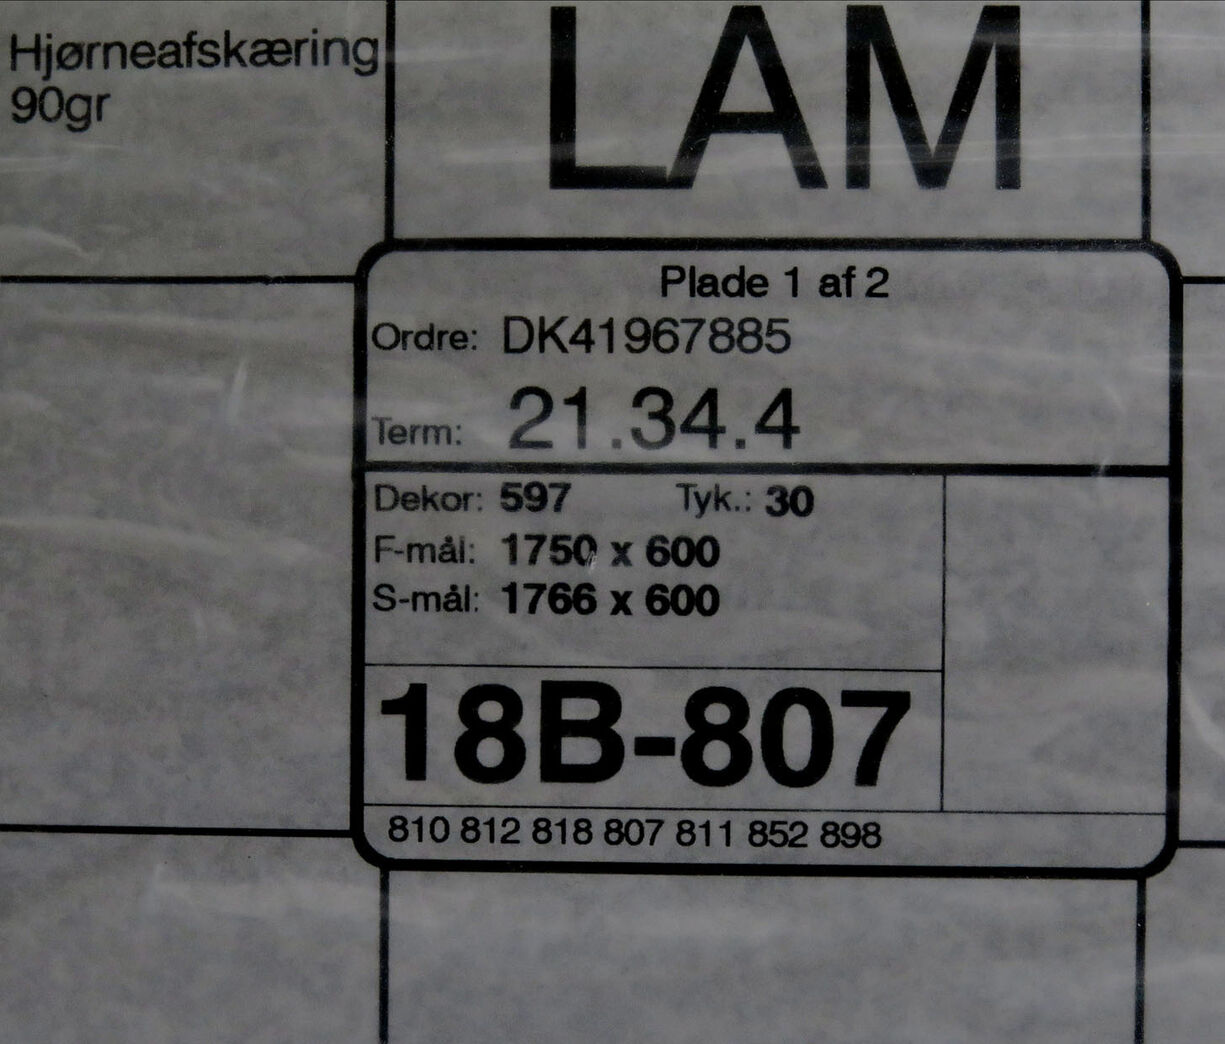 Hjørneafskæring
90gr
LAM
Plade 1 af 2
Ordre: DK41967885
Term: 21.34.4
Dekor: 597 Tyk.: 30
F-mål: 1750 x 600
S-mål: 1766 x 600
18B-807
810 812 818 807 811 852 898